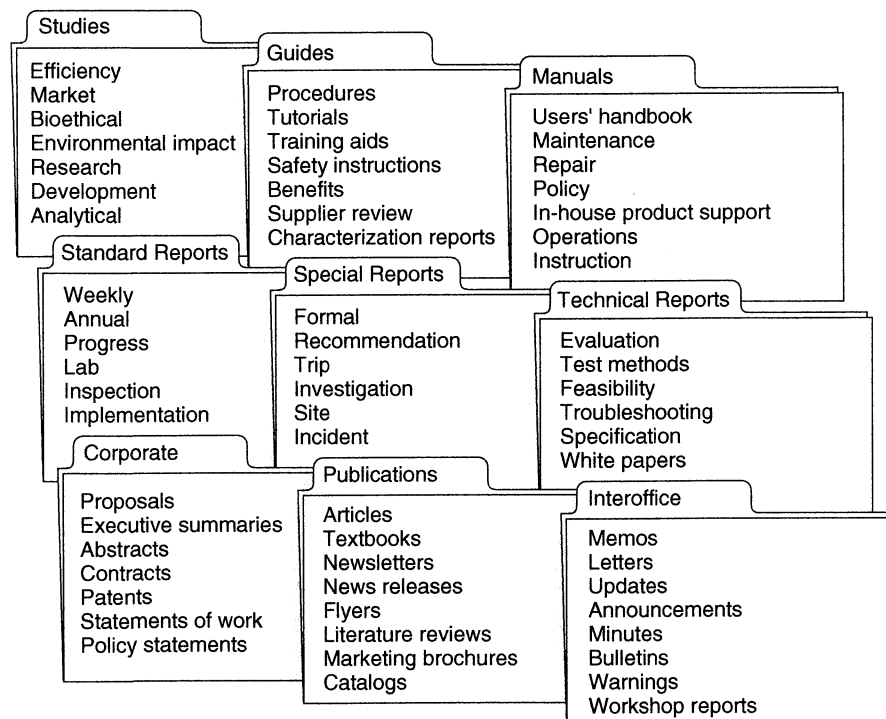 Studies
Efficiency
Market
Bioethical
Environmental impact
Research
Development
Analytical
Guides
Procedures
Tutorials
Training aids
Safety instructions
Benefits
Supplier review
Characterization reports
Manuals
Users' handbook
Maintenance
Repair
Policy
In-house product support
Operations
Instruction
Standard Reports
Weekly
Annual
Progress
Lab
Inspection
Implementation
Special Reports
Formal
Recommendation
Trip
Investigation
Site
Incident
Technical Reports
Evaluation
Test methods
Feasibility
Troubleshooting
Specification
White papers
Corporate
Proposals
Executive summaries
Abstracts
Contracts
Patents
Statements of work
Policy statements
Publications
Articles
Textbooks
Newsletters
News releases
Flyers
Literature reviews
Marketing brochures
Catalogs
Interoffice
Memos
Letters
Updates
Announcements
Minutes
Bulletins
Warnings
Workshop reports